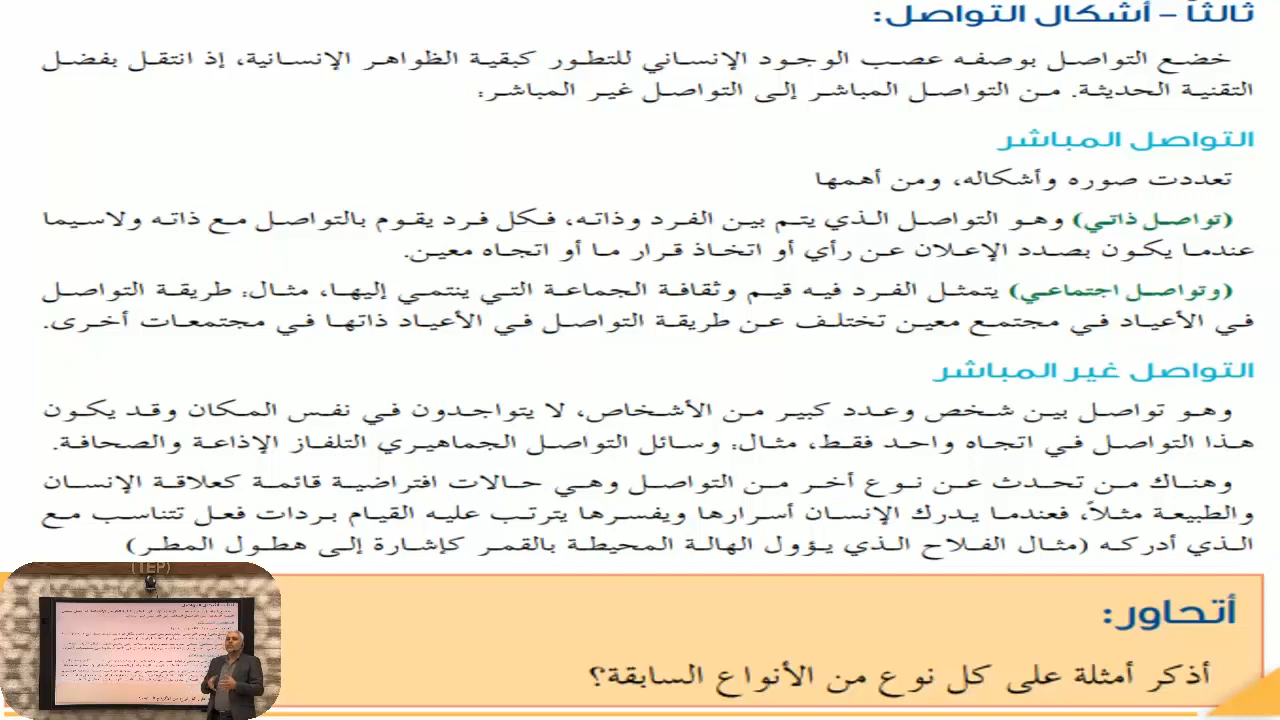 ثالثاً – أشكال التواصل:
خضع التواصل بوصفه عصب الوجود الإنساني للتطور كبقية الظواهر الإنسانية، إذ انتقل بفضل
التقنية الحديثة. من التواصل المباشر إلى التواصل غير المباشر:
التواصل المباشر
تعددت صوره وأشكاله، ومن أهمها
(تواصل ذاتي) وهو التواصل الذي يتم بين الفرد وذاته، فكل فرد يقوم بالتواصل مع ذاته ولاسيما
عندما يكون بصدد الإعلان عن رأي أو اتخاذ قرار ما أو اتجاه معين.
(وتواصل اجتماعي) يتمثل الفرد فيه قيم وثقافة الجماعة التي ينتمي إليها، مثال: طريقة التواصل
في الأعياد في مجتمع معين تختلف عن طريقة التواصل في الأعياد ذاتها في مجتمعات أخرى.
التواصل غير المباشر
وهو تواصل بين شخص وعدد كبير من الأشخاص، لا يتواجدون في نفس المكان وقد يكون
هذا التواصل في اتجاه واحد فقط، مثال: وسائل التواصل الجماهيري التلفاز الإذاعة والصحافة.
وهناك من تحدث عن نوع أخر من التواصل وهي حالات افتراضية قائمة كعلاقة الإنسان
والطبيعة مثلاً، فعندما يدرك الإنسان أسرارها ويفسرها يترتب عليه القيام بردات فعل تتناسب مع
الذي أدركه (مثال الفلاح الذي يؤول الهالة المحيطة بالقمر كإشارة إلى هطول المطر)
(TEP)
أتحاور:
أذكر أمثلة على كل نوع من الأنواع السابقة؟